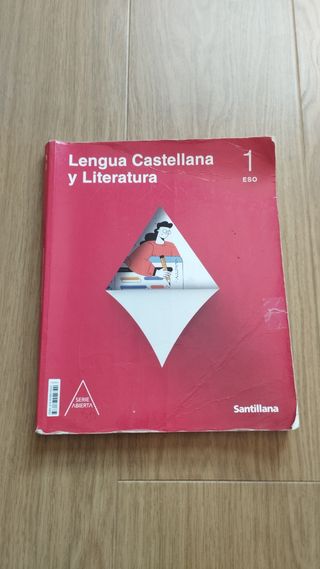 Lengua Castellana
y Literatura
1
ESO
SERIE
ABIERTA
Santillana